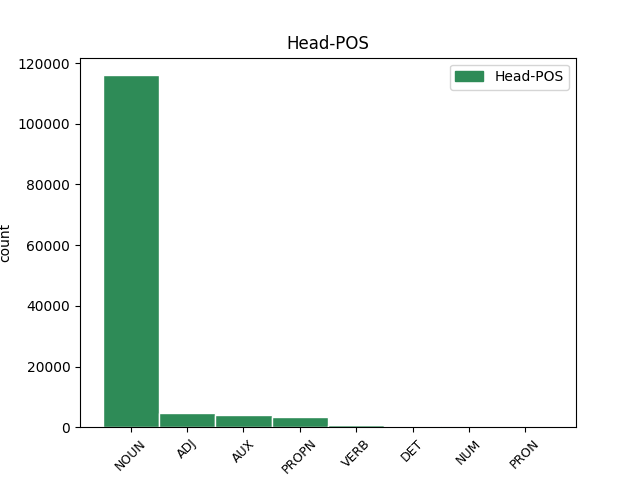 Head-POS
120000
100000
80000
60000
40000
20000
0
count
Head-POS
NOUN
ADJ
AUX
PROPN
VERB
DET
NUM
PRON